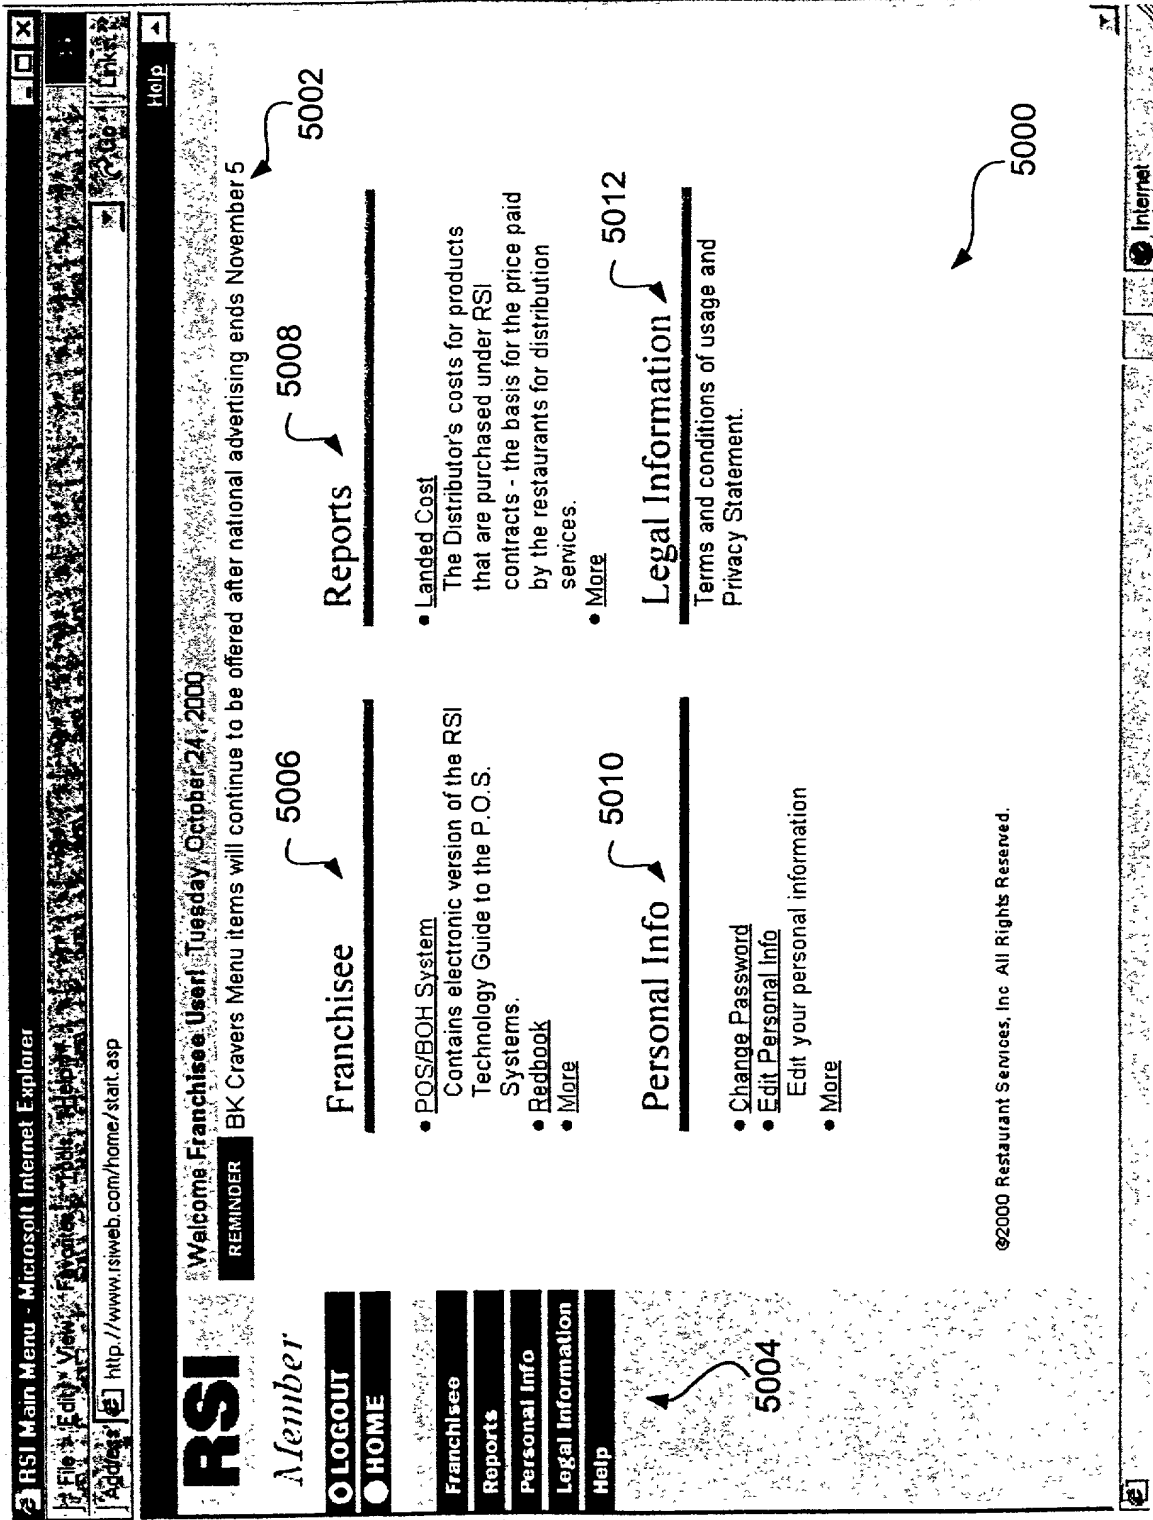 RSI Main Menu - Microsoft Internet Explorer
File Edit View Favorites Tools Help
Address http://www.rsiweb.com/home/start.asp
Go Links »
Help
RSI
Welcome Franchisee User! Tuesday, October 24, 2000
REMINDER BK Cravers Menu items will continue to be offered after national advertising ends November 5
5002
Member
LOGOUT
HOME
Franchisee
Reports
Personal Info
Legal Information
Help
5004
Franchisee
5006
• POS/BOH System
Contains electronic version of the RSI
Technology Guide to the P.O.S.
Systems.
• Redbook
• More
Reports
5008
• Landed Cost
The Distributor's costs for products
that are purchased under RSI
contracts - the basis for the price paid
by the restaurants for distribution
services.
• More
Personal Info
5010
• Change Password
• Edit Personal Info
Edit your personal information
• More
Legal Information
5012
Terms and conditions of usage and
Privacy Statement.
5000
©2000 Restaurant Services, Inc All Rights Reserved.
Internet